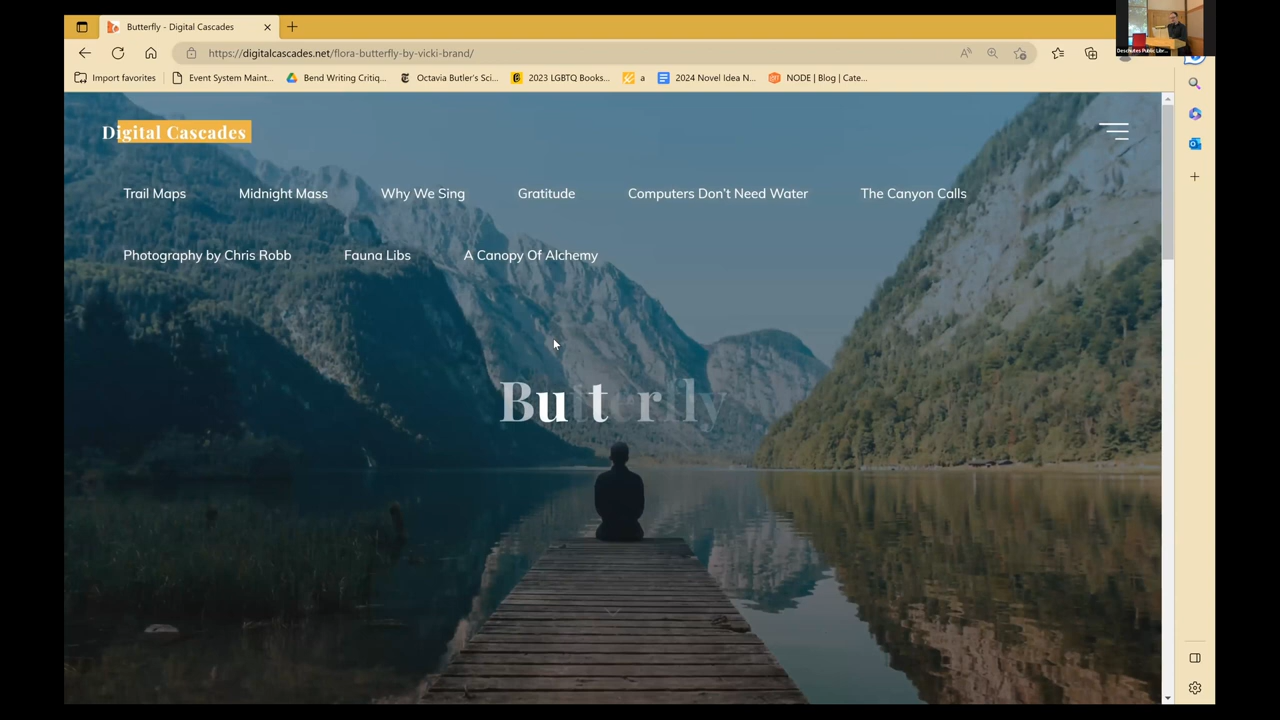 Butterfly - Digital Cascades
https://digitalcascades.net/flora-butterfly-by-vicki-brand/
Deschutes Public Libr...
Import favorites
Event System Maint...
Bend Writing Critiq...
Octavia Butler's Sci...
2023 LGBTQ Books...
a
2024 Novel Idea N...
NODE | Blog | Cate...
Digital Cascades
Trail Maps Midnight Mass Why We Sing Gratitude Computers Don't Need Water The Canyon Calls
Photography by Chris Robb Fauna Libs A Canopy Of Alchemy
Butterfly